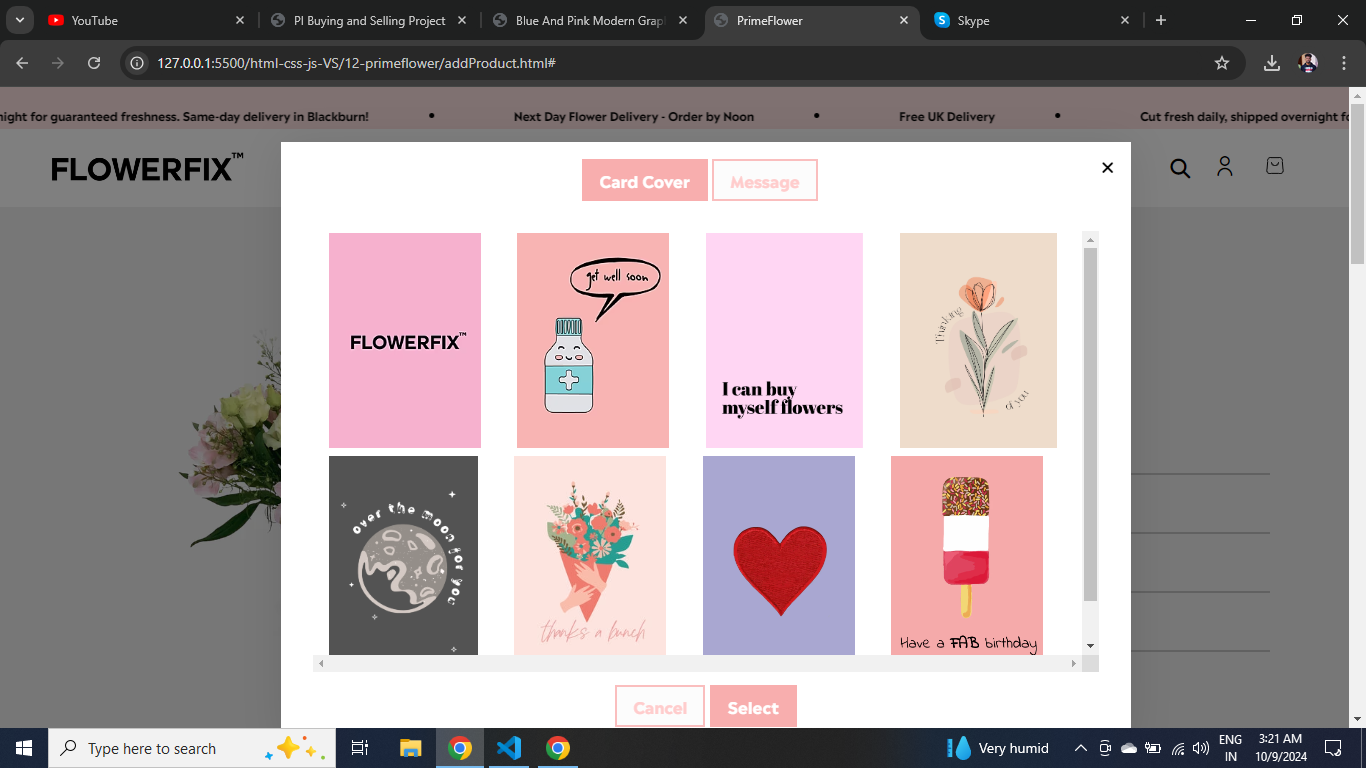 YouTube
PI Buying and Selling Project
Blue And Pink Modern Grap
PrimeFlower
Skype
127.0.0.1:5500/html-css-js-VS/12-primeflower/addProduct.html#
night for guaranteed freshness. Same-day delivery in Blackburn! • Next Day Flower Delivery - Order by Noon • Free UK Delivery • Cut fresh daily, shipped overnight fo
FLOWERFIX™
Card Cover
Message
FLOWERFIX™
get well soon
I can buy
myself flowers
Thinking
of you
over the moon for you
thanks a bunch
Have a FAB birthday
Cancel
Select
Type here to search
Very humid
ENG
IN
3:21 AM
10/9/2024